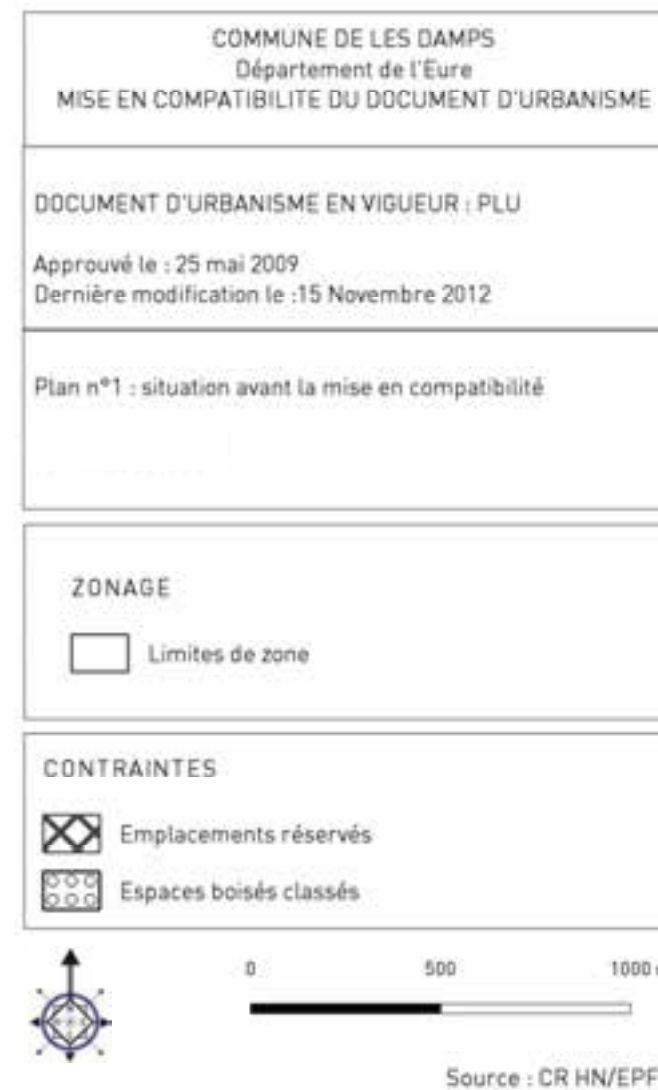 COMMUNE DE LES DAMPS
Département de l'Eure
MISE EN COMPATIBILITE DU DOCUMENT D'URBANISME
DOCUMENT D'URBANISME EN VIGUEUR : PLU
Approuvé le : 25 mai 2009
Dernière modification le :15 Novembre 2012
Plan n°1 : situation avant la mise en compatibilité
ZONAGE
Limites de zone
CONTRAINTES
Emplacements réservés
Espaces boisés classés
0 500 1000
Source : CR HN/EPF